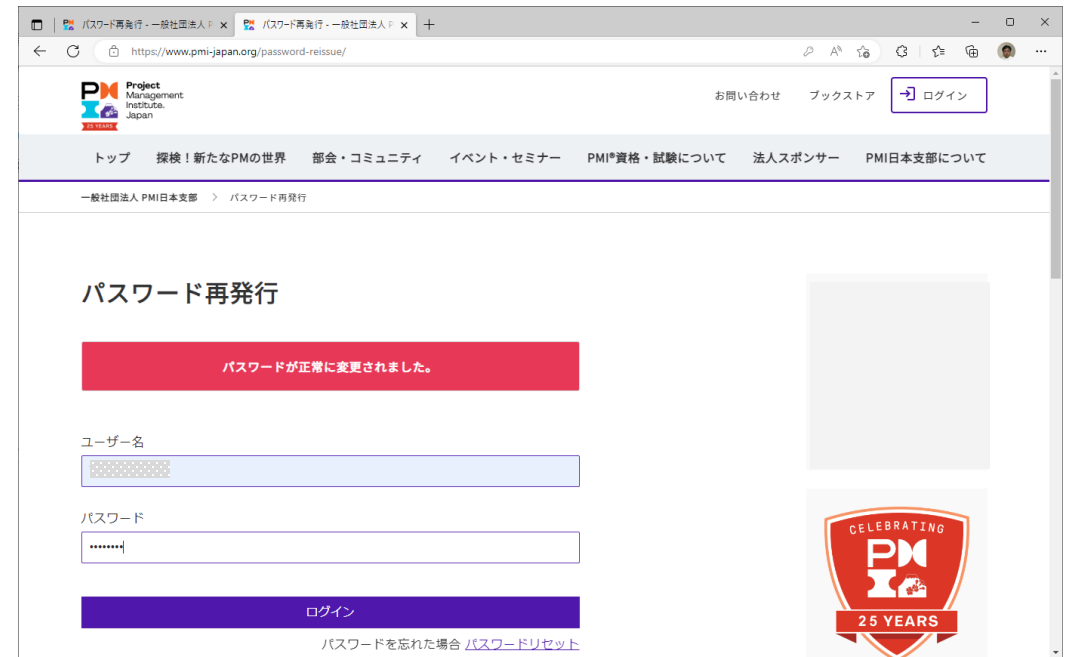 パスワード再発行 - 一般社団法人 P
パスワード再発行 - 一般社団法人 P
https://www.pmi-japan.org/password-reissue/
Project
Management
Institute.
Japan
25 YEARS
お問い合わせ ブックストア ログイン
トップ 探検！新たなPMの世界 部会・コミュニティ イベント・セミナー PMI®資格・試験について 法人スポンサー PMI日本支部について
一般社団法人 PMI日本支部 > パスワード再発行
パスワード再発行
パスワードが正常に変更されました。
ユーザー名
パスワード
ログイン
パスワードを忘れた場合 パスワードリセット
CELEBRATING
PMI
25 YEARS